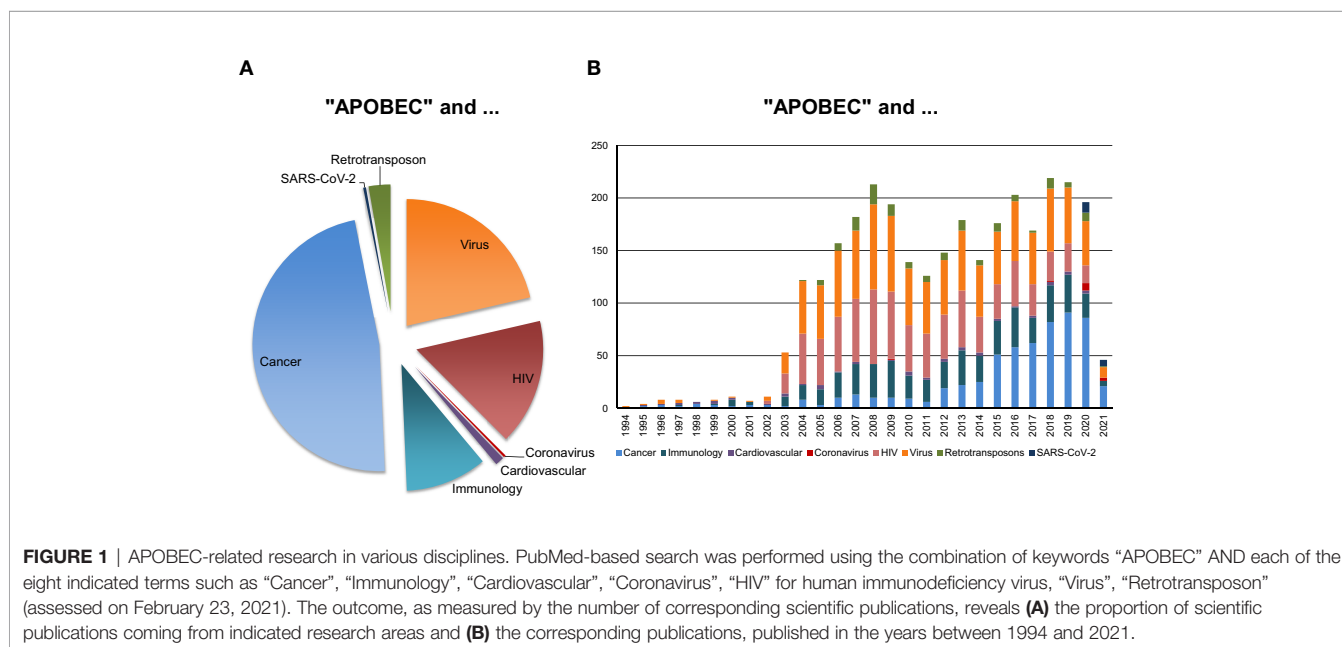 A
"APOBEC" and ...
Retrotransposon
SARS-CoV-2
Virus
Cancer
HIV
Coronavirus
Cardiovascular
Immunology
B
"APOBEC" and ...
250
200
150
100
50
0
1994 1995 1996 1997 1998 1999 2000 2001 2002 2003 2004 2005 2006 2007 2008 2009 2010 2011 2012 2013 2014 2015 2016 2017 2018 2019 2020 2021
Cancer Immunology Cardiovascular Coronavirus HIV Virus Retrotransposons SARS-CoV-2
FIGURE 1 | APOBEC-related research in various disciplines. PubMed-based search was performed using the combination of keywords “APOBEC” AND each of the
eight indicated terms such as “Cancer”, “Immunology”, “Cardiovascular”, “Coronavirus”, “HIV” for human immunodeficiency virus, “Virus”, “Retrotransposon”
(assessed on February 23, 2021). The outcome, as measured by the number of corresponding scientific publications, reveals (A) the proportion of scientific
publications coming from indicated research areas and (B) the corresponding publications, published in the years between 1994 and 2021.